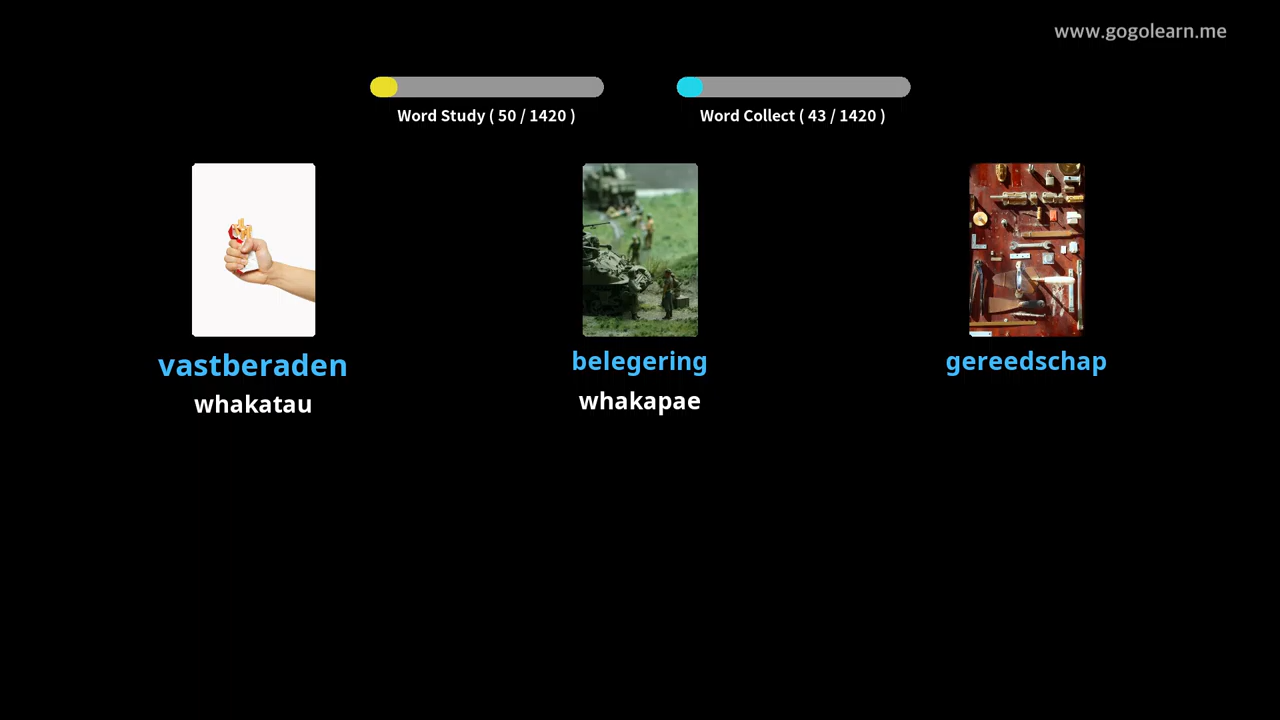 www.gogolearn.me
Word Study ( 50 / 1420 )
Word Collect ( 43 / 1420 )
vastberaden
whakatau
belegering
whakapae
gereedschap